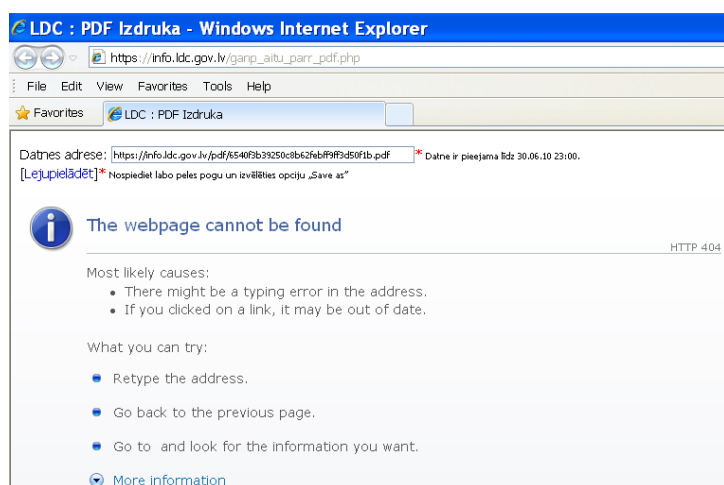 LDC : PDF Izdruka - Windows Internet Explorer
https://info.ldc.gov.lv/ganp_aitu_parr_pdf.php
File Edit View Favorites Tools Help
Favorites LDC : PDF Izdruka
Datnes adrese: https://info.ldc.gov.lv/pdf/6540f3b39250c8b62febff9ff3d50f1b.pdf * Datne ir pieejama līdz 30.06.10 23:00.
[Lejupielādēt]* Nospiediet labo peles pogu un izvēlēties opciju „Save as”
The webpage cannot be found
HTTP 404
Most likely causes:
• There might be a typing error in the address.
• If you clicked on a link, it may be out of date.
What you can try:
Retype the address.
Go back to the previous page.
Go to and look for the information you want.
More information